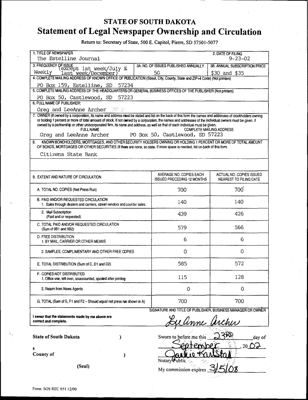 STATE OF SOUTH DAKOTA
Statement of Legal Newspaper Ownership and Circulation
Return to: Secretary of State, 500 E. Capitol, Pierre, SD 57501-5077
1. TITLE OF NEWSPAPER
The Estelline Journal
2. DATE OF FILING
9-23-02
3. FREQUENCY OF ISSUE
Weekly
(except 1st week/July &
last week/December)
3A. NO. OF ISSUES PUBLISHED ANNUALLY
50
3B. ANNUAL SUBSCRIPTION PRICE
$30 and $35
4. COMPLETE MAILING ADDRESS OF KNOWN OFFICE OF PUBLICATION (Street, City, County, State and ZIP+4 Code) (Not printers)
PO Box 159, Estelline, SD 57234
5. COMPLETE MAILING ADDRESS OF THE HEADQUARTERS OF GENERAL BUSINESS OFFICES OF THE PUBLISHER (Not printers)
PO Box 50, Castlewood, SD 57223
6. FULL NAME OF PUBLISHER
Greg and LeeAnne Archer
7. OWNER (If owned by a corporation, its name and address must be stated and also on the back of this form the names and addresses of stockholders owning
or holding 1 percent or more of total amount of stock. If not owned by a corporation, the names and addresses of the individual owners must be given. If
owned by a partnership or other unincorporated firm, its name and address, as well as that of each individual must be given.
FULL NAME
COMPLETE MAILING ADDRESS
Greg and LeeAnne Archer
PO Box 50, Castlewood, SD 57223
8. KNOWN BONDHOLDERS, MORTGAGES, AND OTHER SECURITY HOLDERS OWNING OR HOLDING 1 PERCENT OR MORE OF TOTAL AMOUNT
OF BONDS, MORTGAGES OR OTHER SECURITIES (If there are none, so state. If more space is needed, list on back of this form)
Citizens State Bank
9. EXTENT AND NATURE OF CIRCULATION
AVERAGE NO. COPIES EACH
ISSUED PRECEDING 12 MONTHS
ACTUAL NO. COPIES ISSUED
NEAREST TO FILING DATE
A. TOTAL NO. COPIES (Net Press Run)
700
700
B. PAID AND/OR REQUESTED CIRCULATION
1. Sales through dealers and carriers, street vendors and counter sales.
140
140
2. Mail Subscription
(Paid and or requested)
439
426
C. TOTAL PAID AND/OR REQUESTED CIRCULATION
(Sum of 9B1 and 9B2)
579
566
D. FREE DISTRIBUTION
1. BY MAIL, CARRIER OR OTHER MEANS
6
6
2. SAMPLES, COMPLIMENTARY AND OTHER FREE COPIES
0
0
E. TOTAL DISTRIBUTION (Sum of C, D1 and D2)
585
572
F. COPIES NOT DISTRIBUTED
1. Office use, left over, unaccounted, spoiled after printing
115
128
2. Return from News Agents
0
0
G. TOTAL (Sum of E, F1 and F2 - Should equal net press run shown in A)
700
700
SIGNATURE AND TITLE OF PUBLISHER, BUSINESS MANAGER OR OWNER
I swear that the statements made by me above are
correct and complete.
LeeAnne Archer
State of South Dakota )
County of )
(Seal)
Sworn to before me this 23rd day of
September 2002
Notary Public
My commission expires 3/5/08
Form: SOS REC 051 12/00